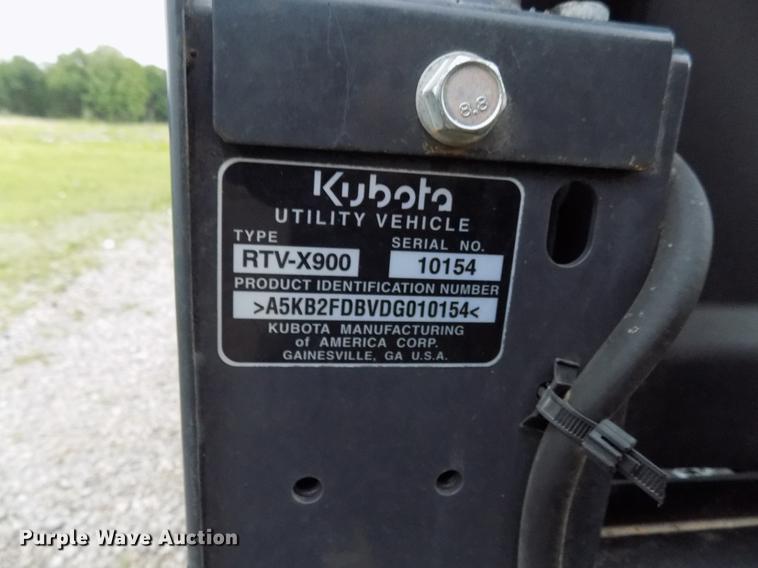 8.8
Kubota
UTILITY VEHICLE
TYPE SERIAL NO.
RTV-X900 10154
PRODUCT IDENTIFICATION NUMBER
>A5KB2FDBVDG010154<
KUBOTA MANUFACTURING
of AMERICA CORP.
GAINESVILLE, GA U.S.A.
Purple Wave Auction